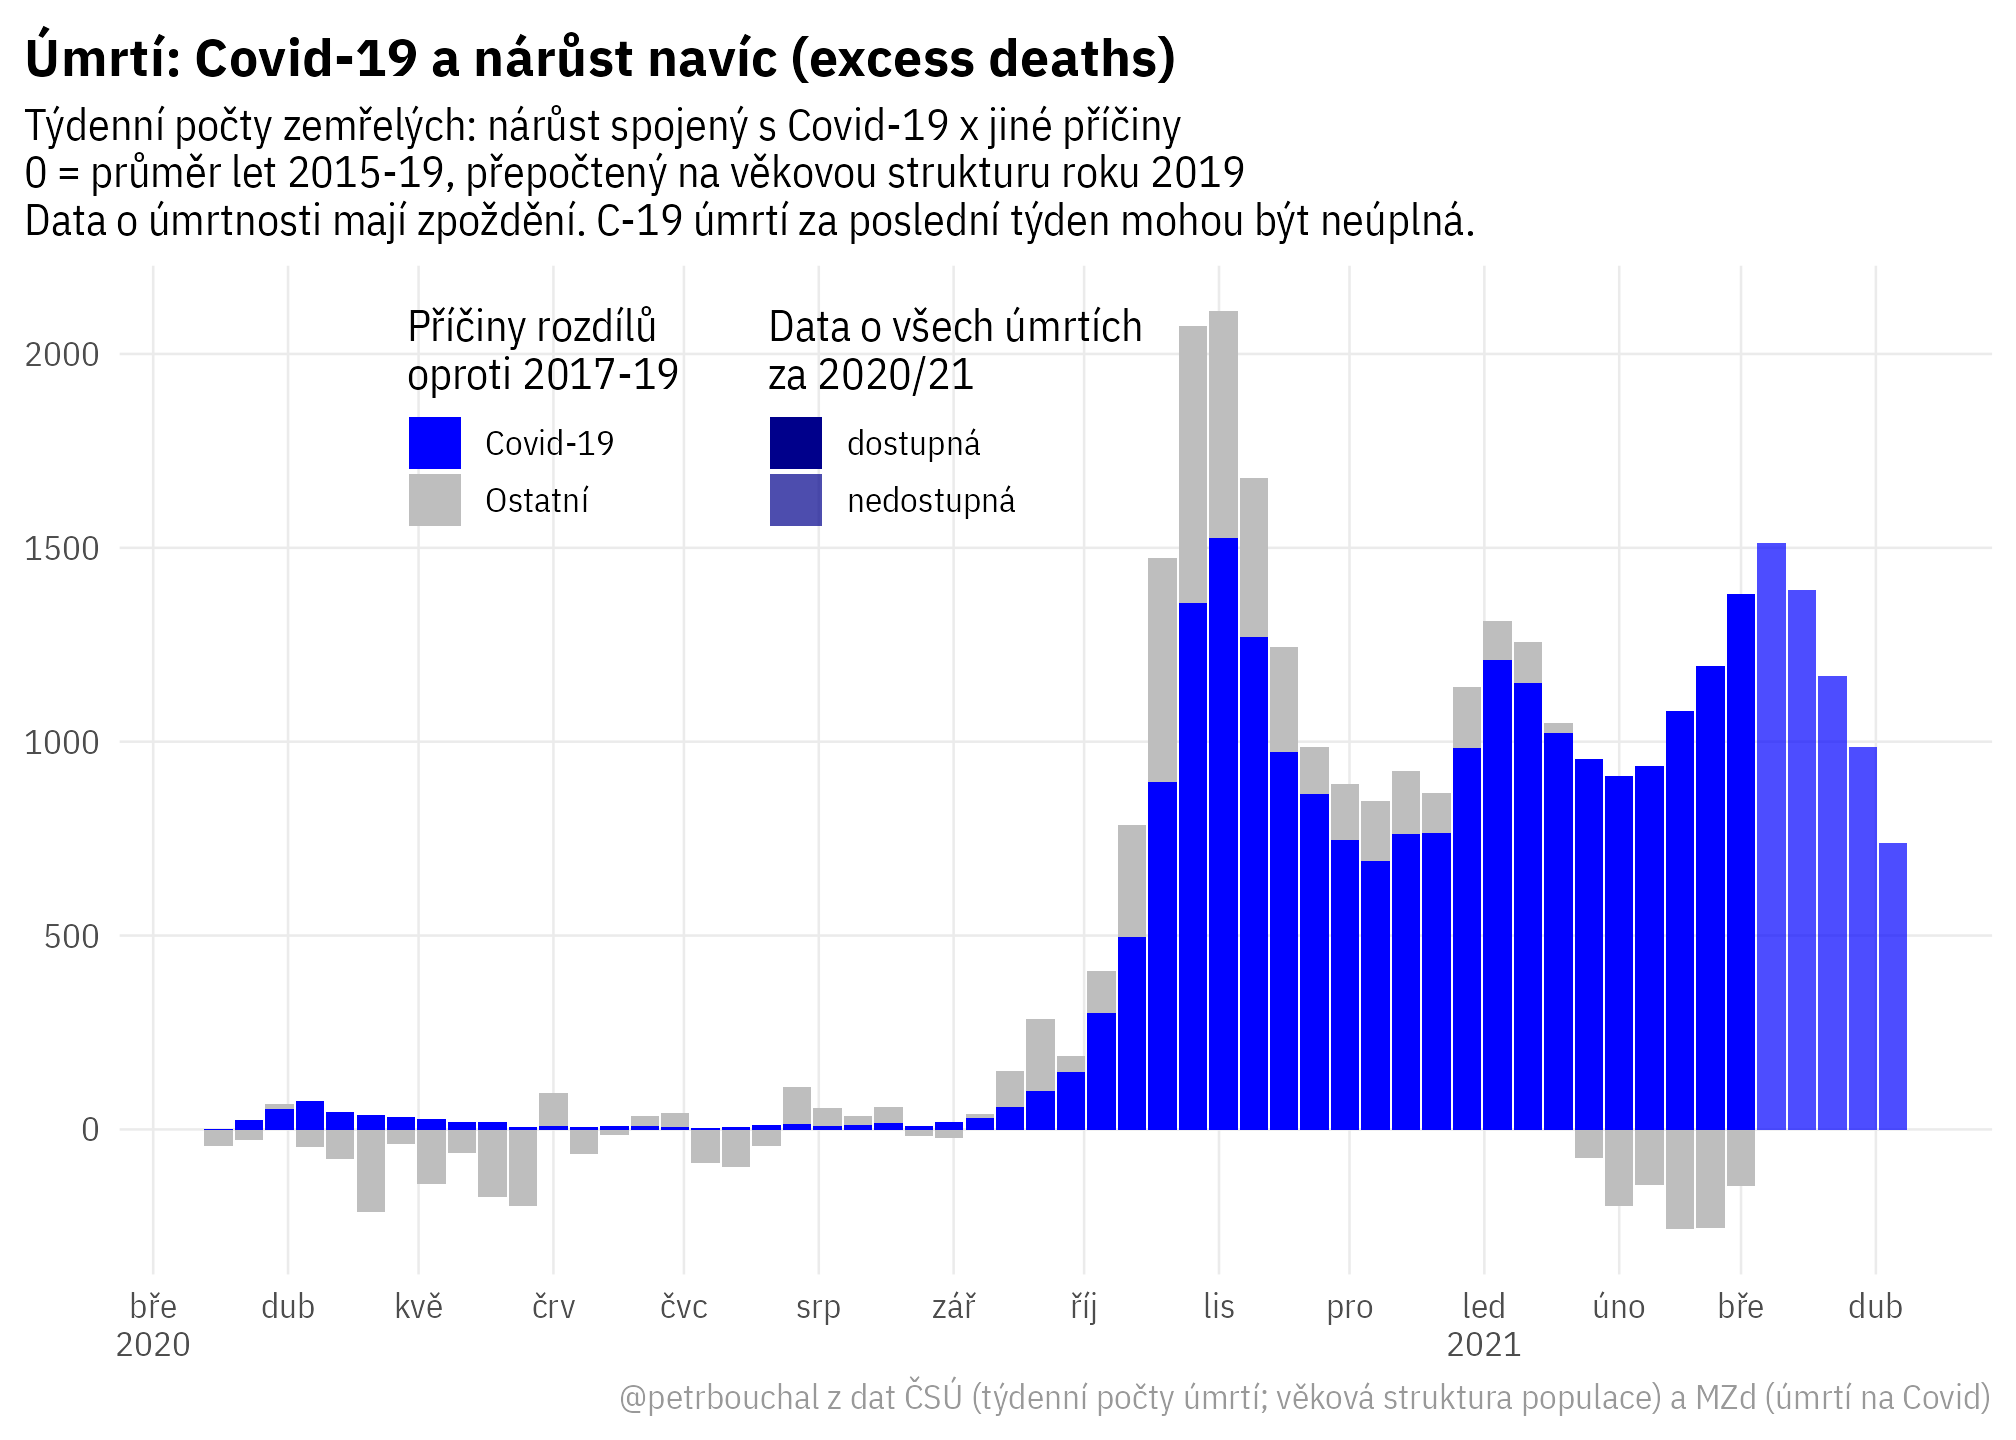 Úmrtí: Covid-19 a nárůst navíc (excess deaths)
Týdenní počty zemřelých: nárůst spojený s Covid-19 x jiné příčiny
0 = průměr let 2015-19, přepočtený na věkovou strukturu roku 2019
Data o úmrtnosti mají zpoždění. C-19 úmrtí za poslední týden mohou být neúplná.
Příčiny rozdílů
oproti 2017-19
Covid-19
Ostatní
Data o všech úmrtích
za 2020/21
dostupná
nedostupná
2000
1500
1000
500
0
bře dub kvě črv čvc srp zář říj lis pro led úno bře dub
2020 2021
@petrbouchal z dat ČSÚ (týdenní počty úmrtí; věková struktura populace) a MZd (úmrtí na Covid)